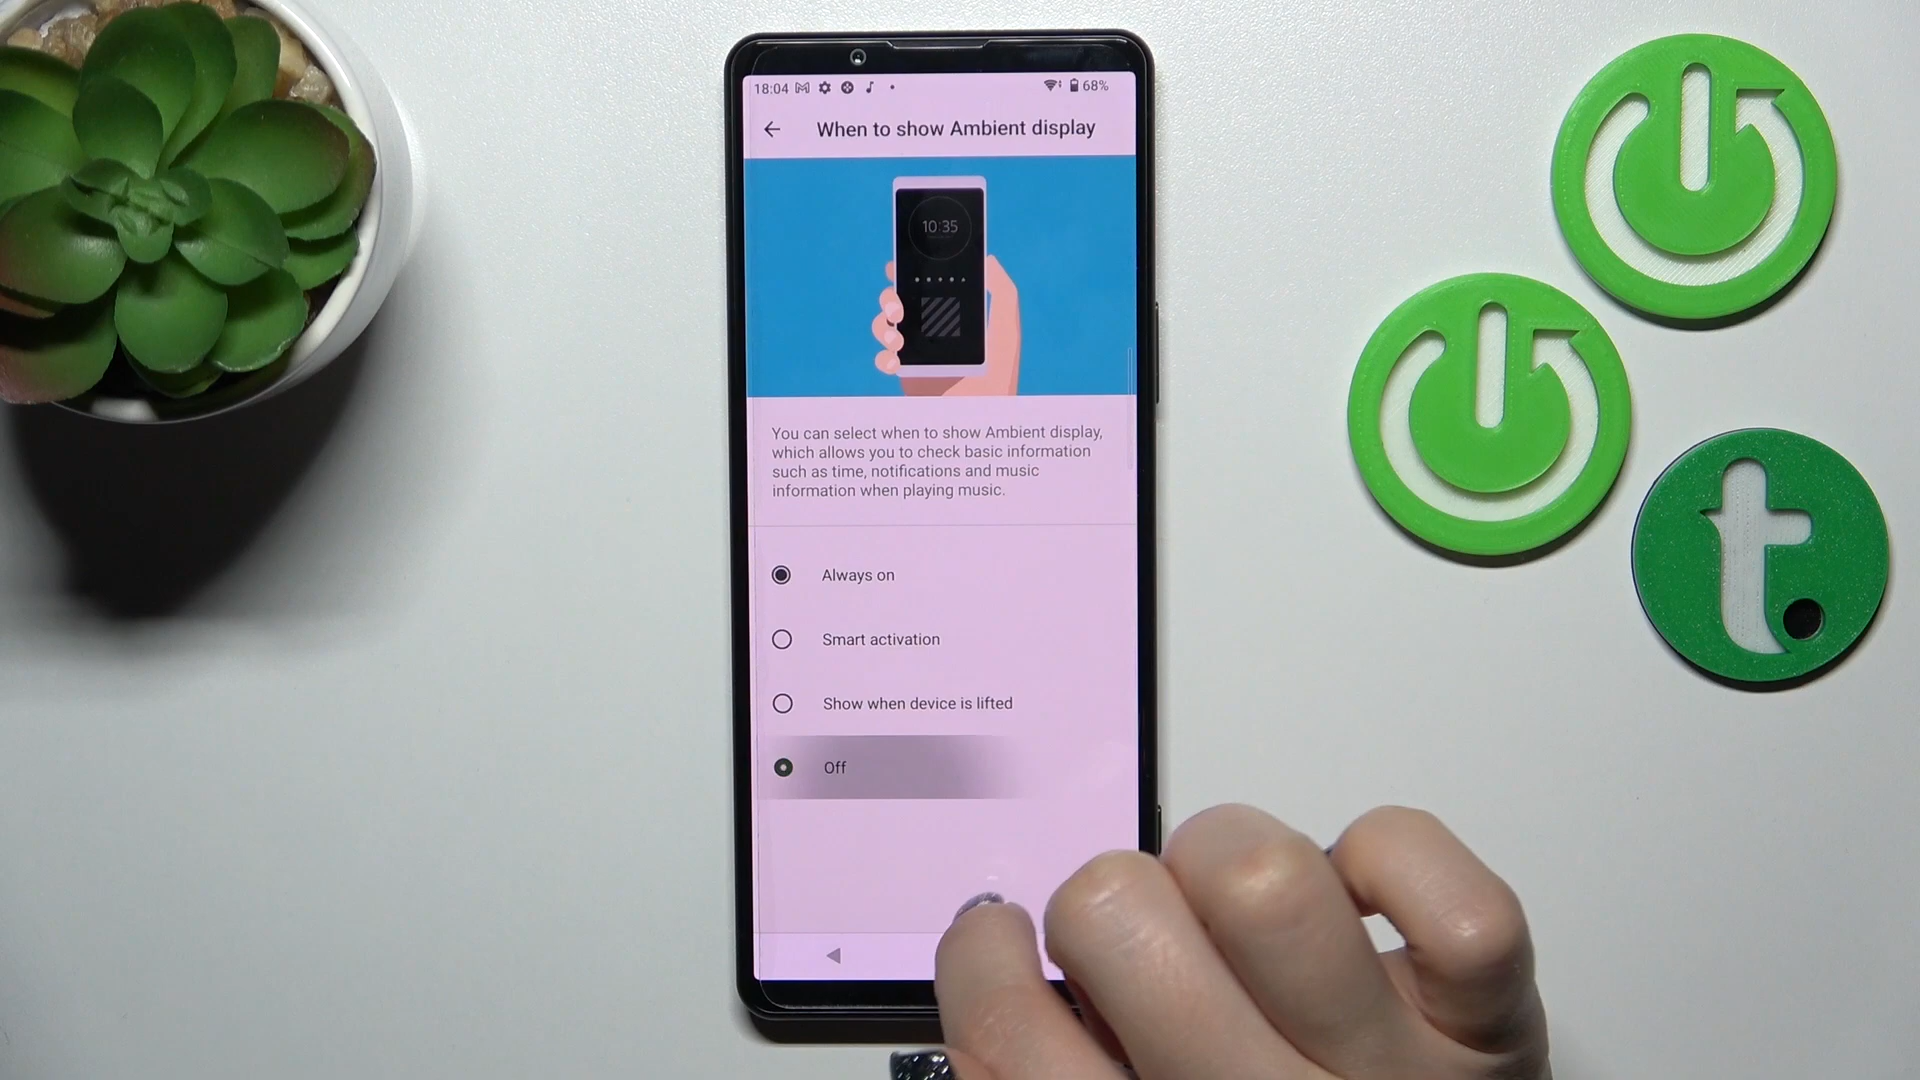 18:04
68%
When to show Ambient display
10:35
You can select when to show Ambient display,
which allows you to check basic information
such as time, notifications and music
information when playing music.
Always on
Smart activation
Show when device is lifted
Off
t